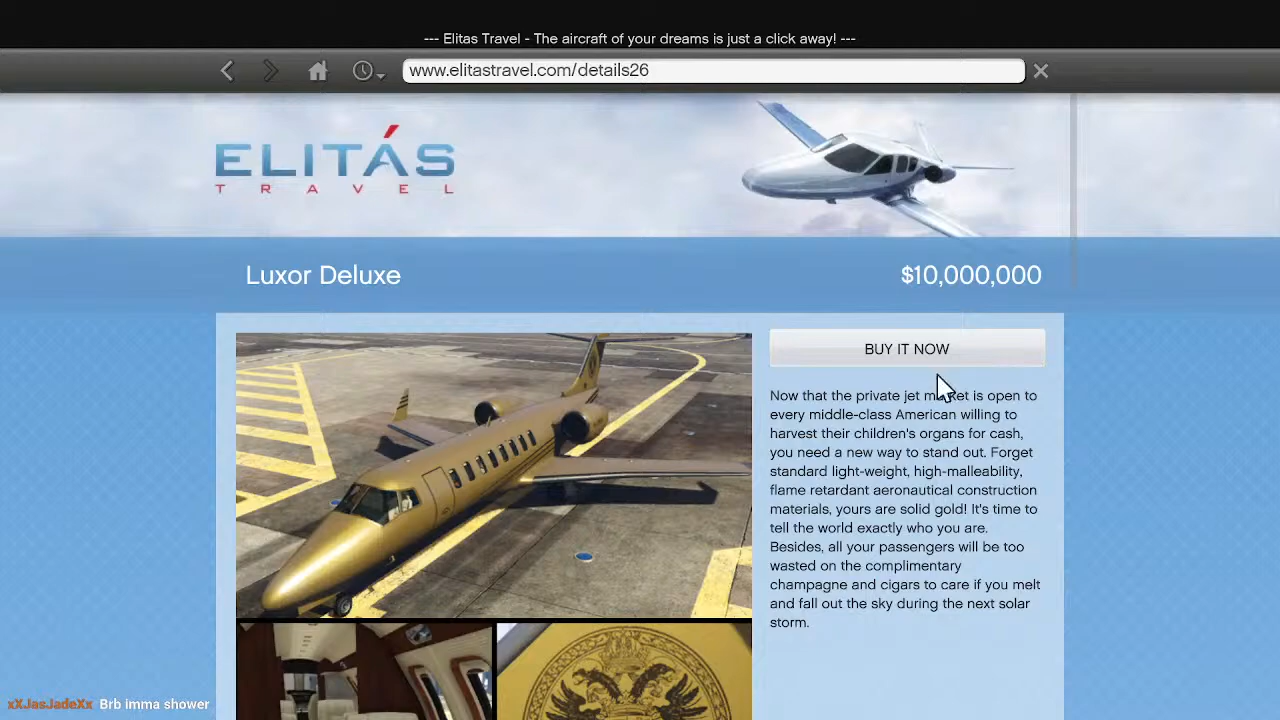 --- Elitas Travel - The aircraft of your dreams is just a click away! ---
www.elitastravel.com/details26
ELITÁS
TRAVEL
Luxor Deluxe
$10,000,000
BUY IT NOW
Now that the private jet market is open to
every middle-class American willing to
harvest their children's organs for cash,
you need a new way to stand out. Forget
standard light-weight, high-malleability,
flame retardant aeronautical construction
materials, yours are solid gold! It's time to
tell the world exactly who you are.
Besides, all your passengers will be too
wasted on the complimentary
champagne and cigars to care if you melt
and fall out the sky during the next solar
storm.
xXJasJadeXx Brb imma shower